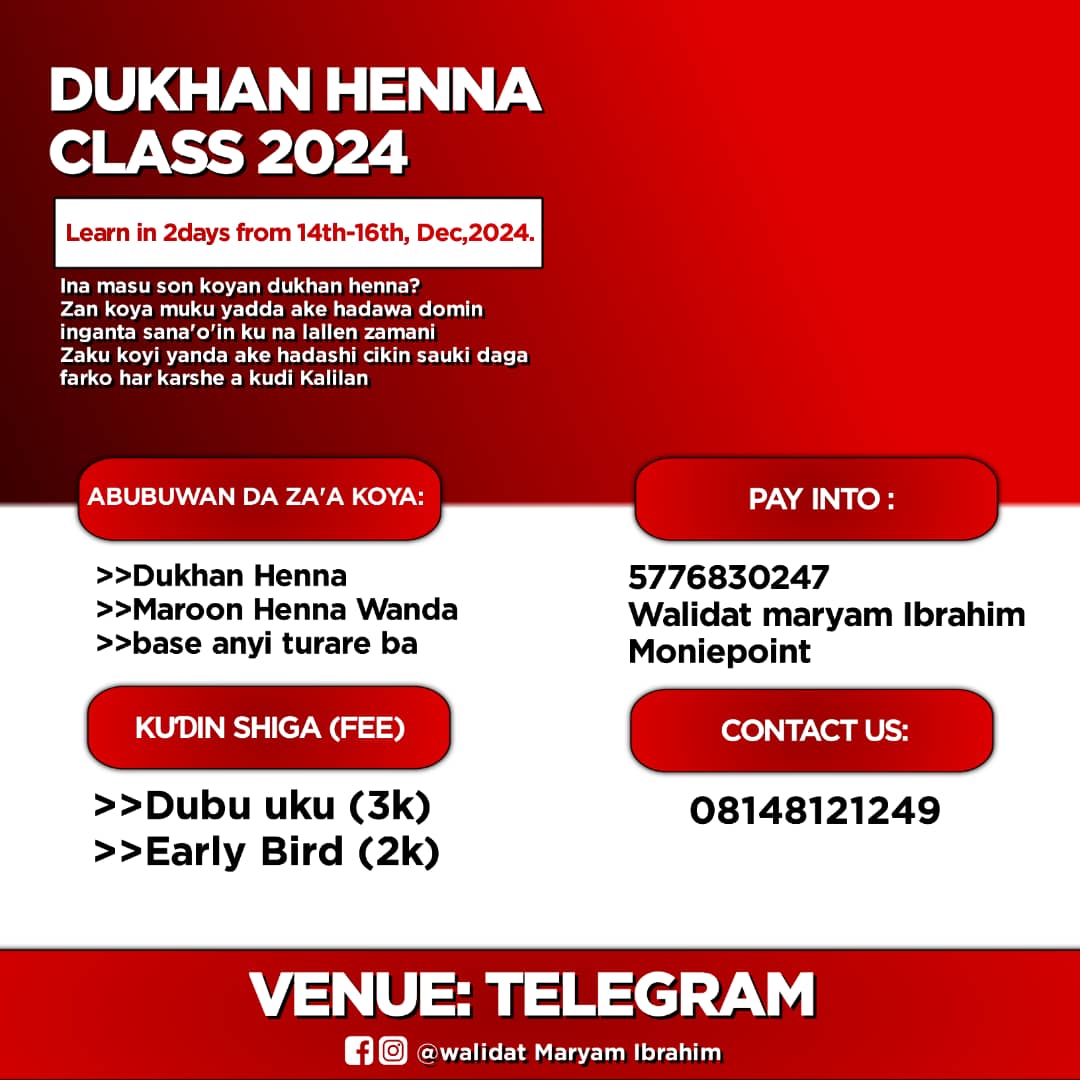 DUKHAN HENNA
CLASS 2024
Learn in 2days from 14th-16th, Dec,2024.
Ina masu son koyan dukhan henna?
Zan koya muku yadda ake hadawa domin
inganta sana'o'in ku na lallen zamani
Zaku koyi yanda ake hadashi cikin sauki daga
farko har karshe a kudi Kalilan
ABUBUWAN DA ZA'A KOYA:
>>Dukhan Henna
>>Maroon Henna Wanda
>>base anyi turare ba
KUƊIN SHIGA (FEE)
>>Dubu uku (3k)
>>Early Bird (2k)
PAY INTO :
5776830247
Walidat maryam Ibrahim
Moniepoint
CONTACT US:
08148121249
VENUE: TELEGRAM
@walidat Maryam Ibrahim